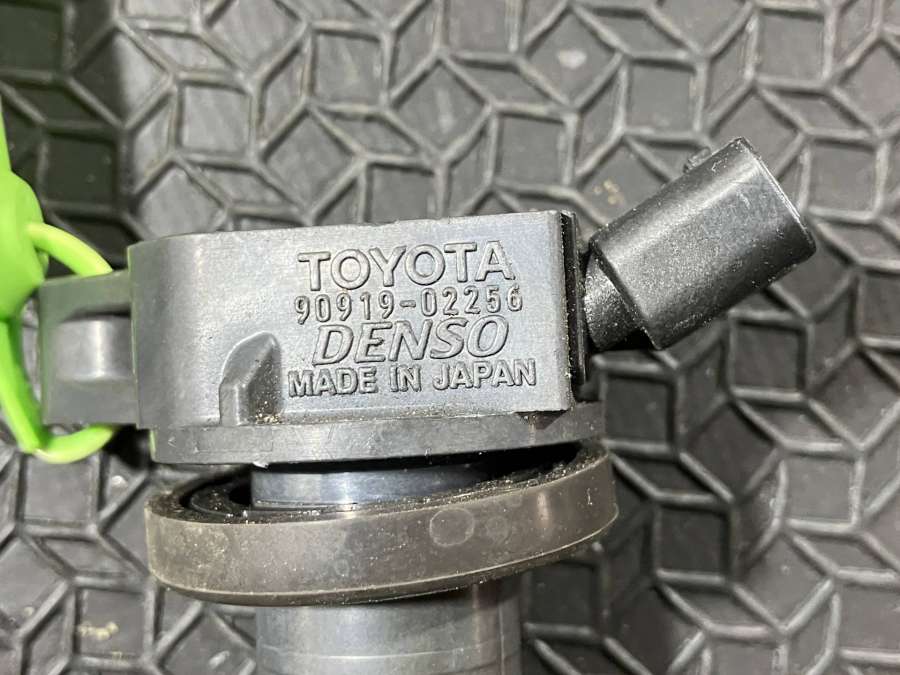 TOYOTA
90919-02256
DENSO
MADE IN JAPAN